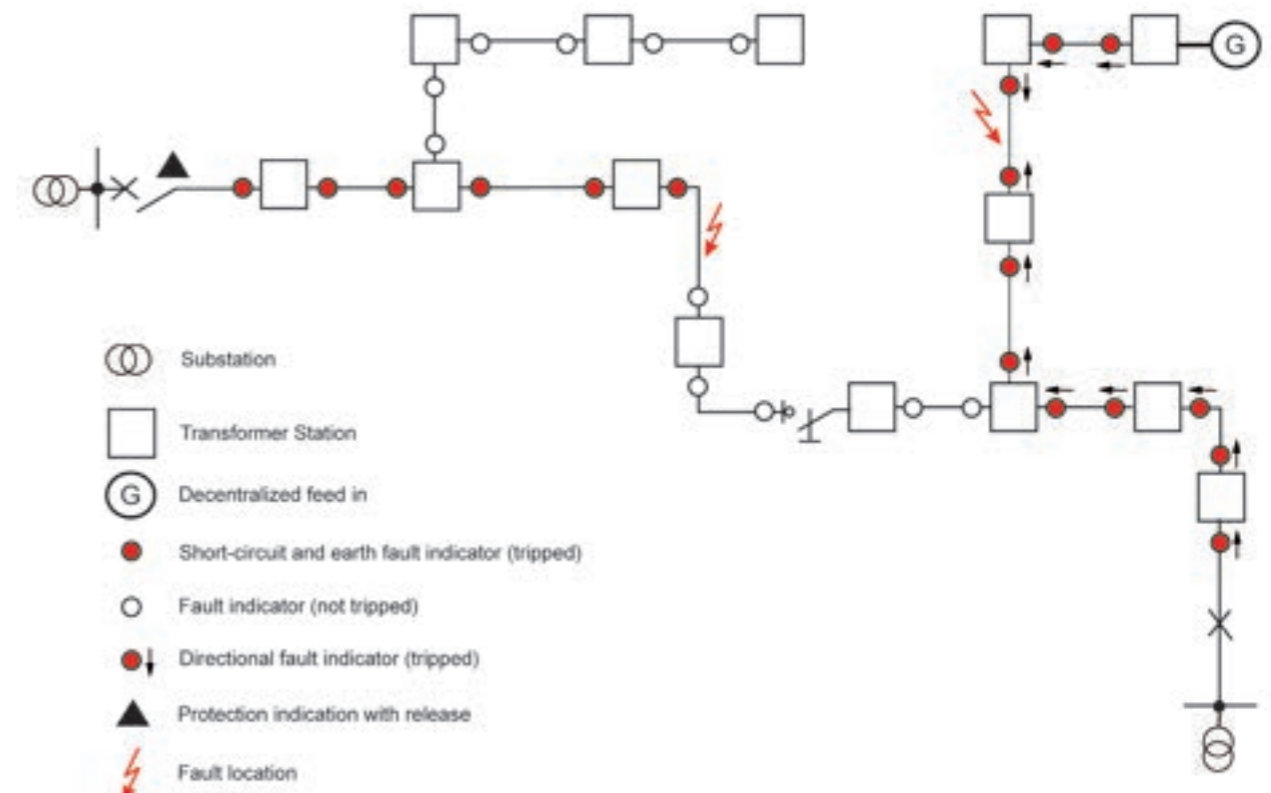 G
Substation
Transformer Station
G
Decentralized feed in
Short-circuit and earth fault indicator (tripped)
Fault indicator (not tripped)
Directional fault indicator (tripped)
Protection indication with release
Fault location